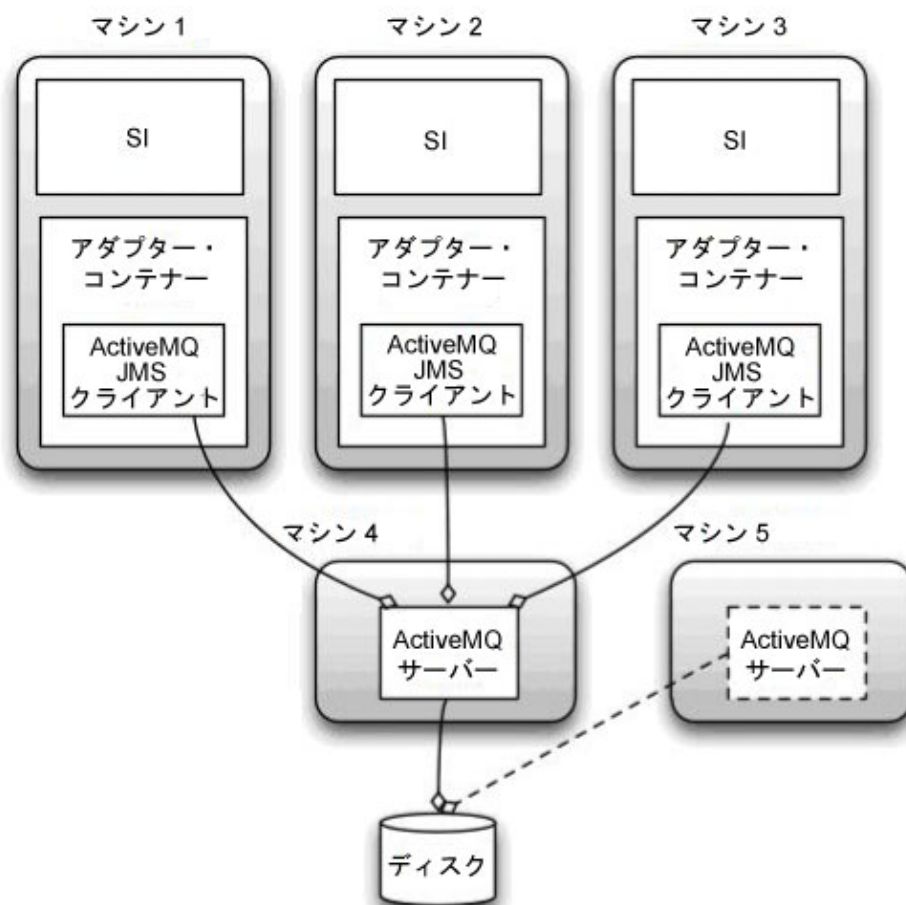 マシン 1
マシン 2
マシン 3
SI
SI
SI
アダプター・
コンテナー
アダプター・
コンテナー
アダプター・
コンテナー
ActiveMQ
JMS
クライアント
ActiveMQ
JMS
クライアント
ActiveMQ
JMS
クライアント
マシン 4
マシン 5
ActiveMQ
サーバー
ActiveMQ
サーバー
ディスク